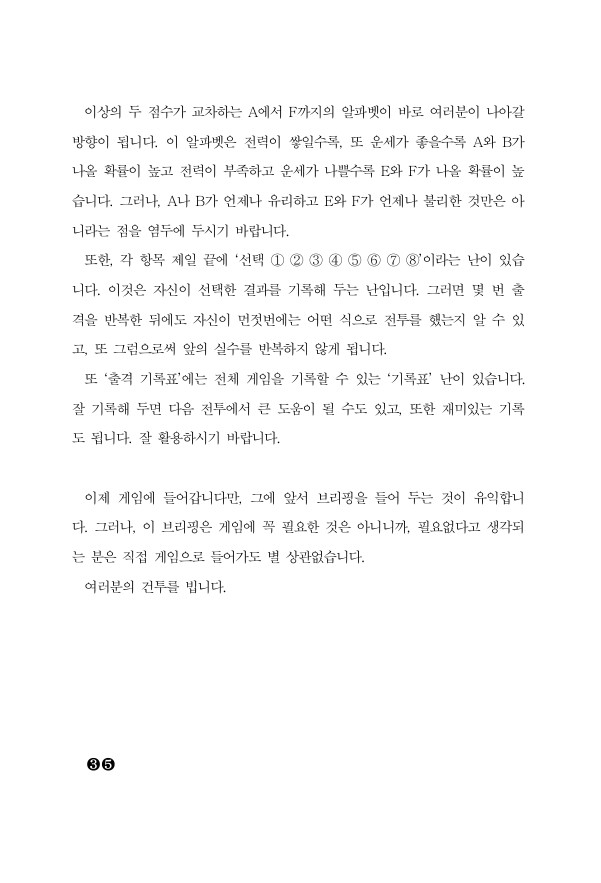 이상의 두 점수가 교차하는 A에서 F까지의 알파벳이 바로 여러분이 나아갈
방향이 됩니다. 이 알파벳은 전력이 쌓일수록, 또 운세가 좋을수록 A와 B가
나올 확률이 높고 전력이 부족하고 운세가 나쁠수록 E와 F가 나올 확률이 높
습니다. 그러나, A나 B가 언제나 유리하고 E와 F가 언제나 불리한 것만은 아
니라는 점을 염두에 두시기 바랍니다.
또한, 각 항목 제일 끝에 ‘선택 ① ② ③ ④ ⑤ ⑥ ⑦ ⑧’이라는 난이 있습
니다. 이것은 자신이 선택한 결과를 기록해 두는 난입니다. 그러면 몇 번 출
격을 반복한 뒤에도 자신이 먼젓번에는 어떤 식으로 전투를 했는지 알 수 있
고, 또 그럼으로써 앞의 실수를 반복하지 않게 됩니다.
또 ‘출격 기록표’에는 전체 게임을 기록할 수 있는 ‘기록표’ 난이 있습니다.
잘 기록해 두면 다음 전투에서 큰 도움이 될 수도 있고, 또한 재미있는 기록
도 됩니다. 잘 활용하시기 바랍니다.
이제 게임에 들어갑니다만, 그에 앞서 브리핑을 들어 두는 것이 유익합니
다. 그러나, 이 브리핑은 게임에 꼭 필요한 것은 아니니까, 필요없다고 생각되
는 분은 직접 게임으로 들어가도 별 상관없습니다.
여러분의 건투를 빕니다.
❸❺